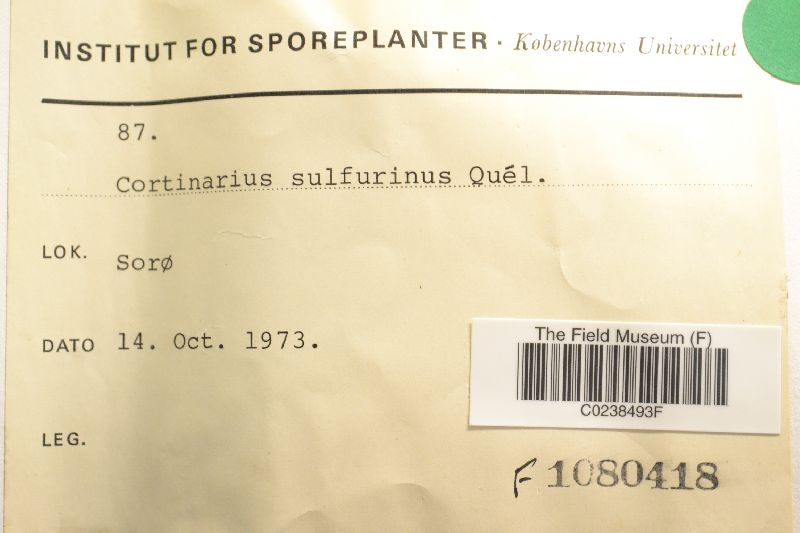 INSTITUT FOR SPOREPLANTER · Københavns Universitet
87.
Cortinarius sulfurinus Quél.
LOK. Sorø
DATO 14. Oct. 1973.
LEG.
The Field Museum (F)
C0238493F
F 1080418